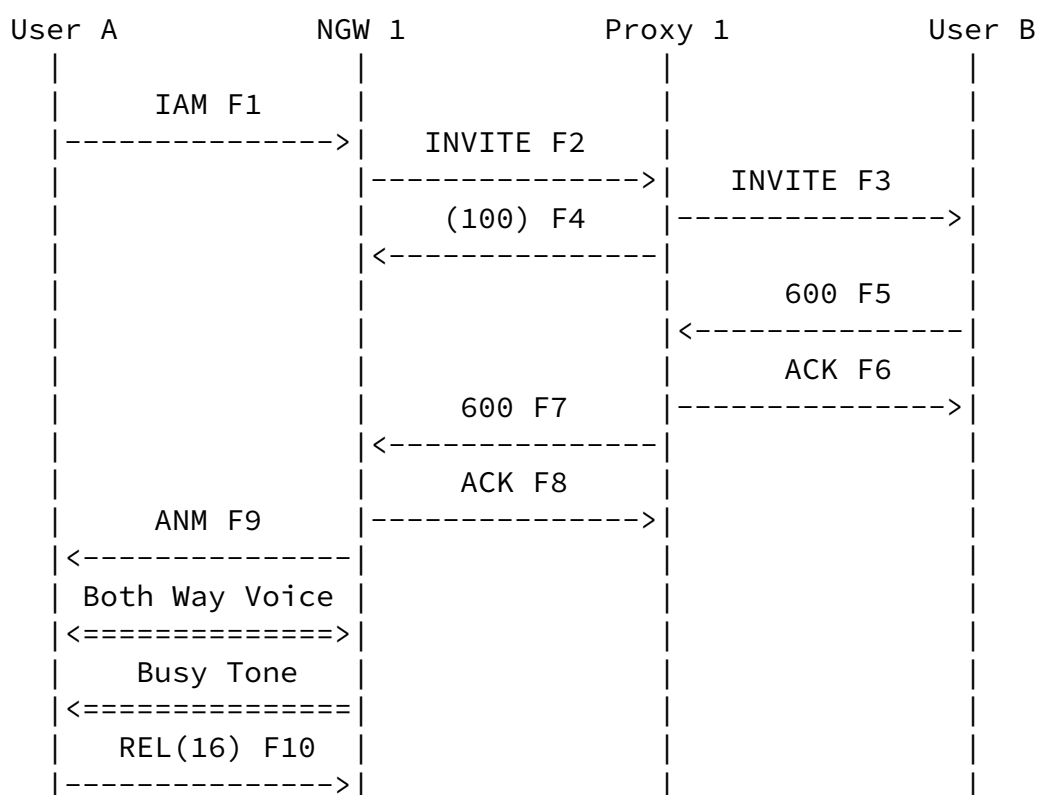 User A NGW 1 Proxy 1 User B
IAM F1
INVITE F2
INVITE F3
(100) F4
600 F5
ACK F6
600 F7
ACK F8
ANM F9
Both Way Voice
Busy Tone
REL(16) F10